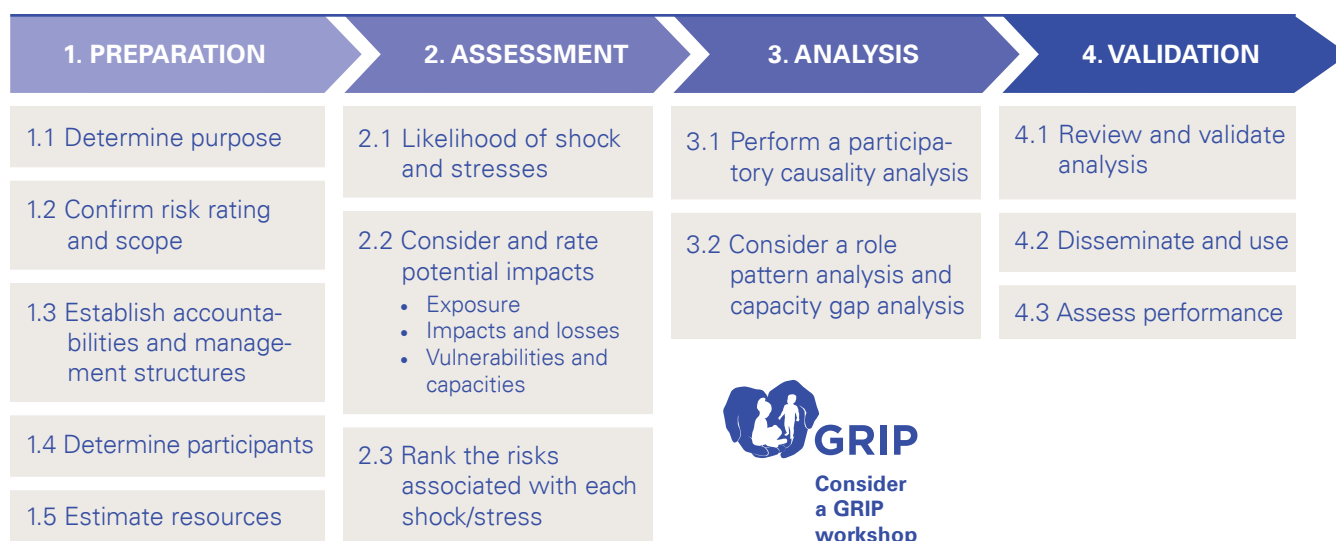 1. PREPARATION
2. ASSESSMENT
3. ANALYSIS
4. VALIDATION
1.1 Determine purpose
1.2 Confirm risk rating
and scope
1.3 Establish accounta-
bilities and manage-
ment structures
1.4 Determine participants
1.5 Estimate resources
2.1 Likelihood of shock
and stresses
2.2 Consider and rate
potential impacts
• Exposure
• Impacts and losses
• Vulnerabilities and
capacities
2.3 Rank the risks
associated with each
shock/stress
3.1 Perform a participa-
tory causality analysis
3.2 Consider a role
pattern analysis and
capacity gap analysis
GRIP
Consider
a GRIP
workshop
4.1 Review and validate
analysis
4.2 Disseminate and use
4.3 Assess performance